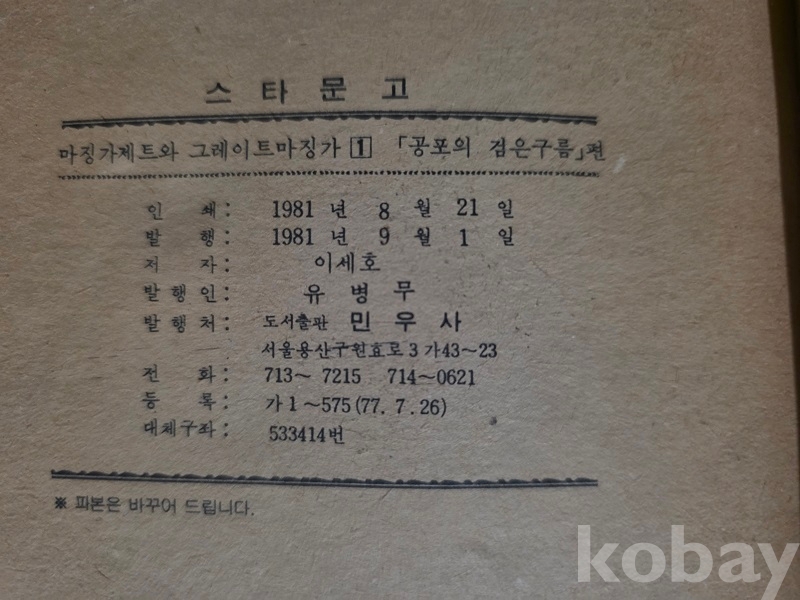 스 타 문 고
마징가제트와 그레이트마징가 1 「공포의 검은구름」편
인 쇄 : 1981 년 8 월 21 일
발 행 : 1981 년 9 월 1 일
저 자 : 이세호
발행인 : 유 병 무
발행처 : 도서출판 민 우 사
서울용산구원효로 3 가43~23
전 화 : 713~ 7215 714~0621
등 록 : 가 1 ~575 (77. 7. 26)
대체구좌 : 533414번
※ 파본은 바꾸어 드립니다.
kobay